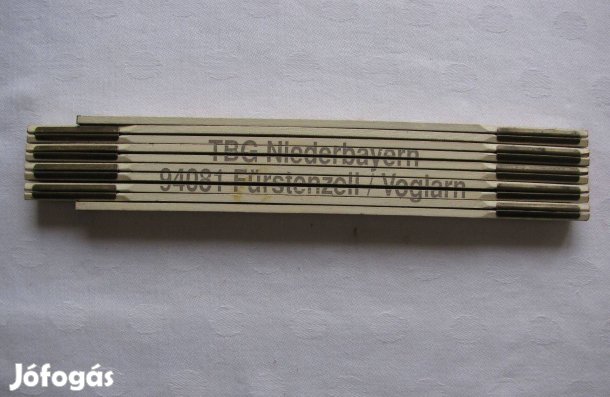 TBG Niederbayern
94081 Fürstenzell / Voglarn
Jófogás